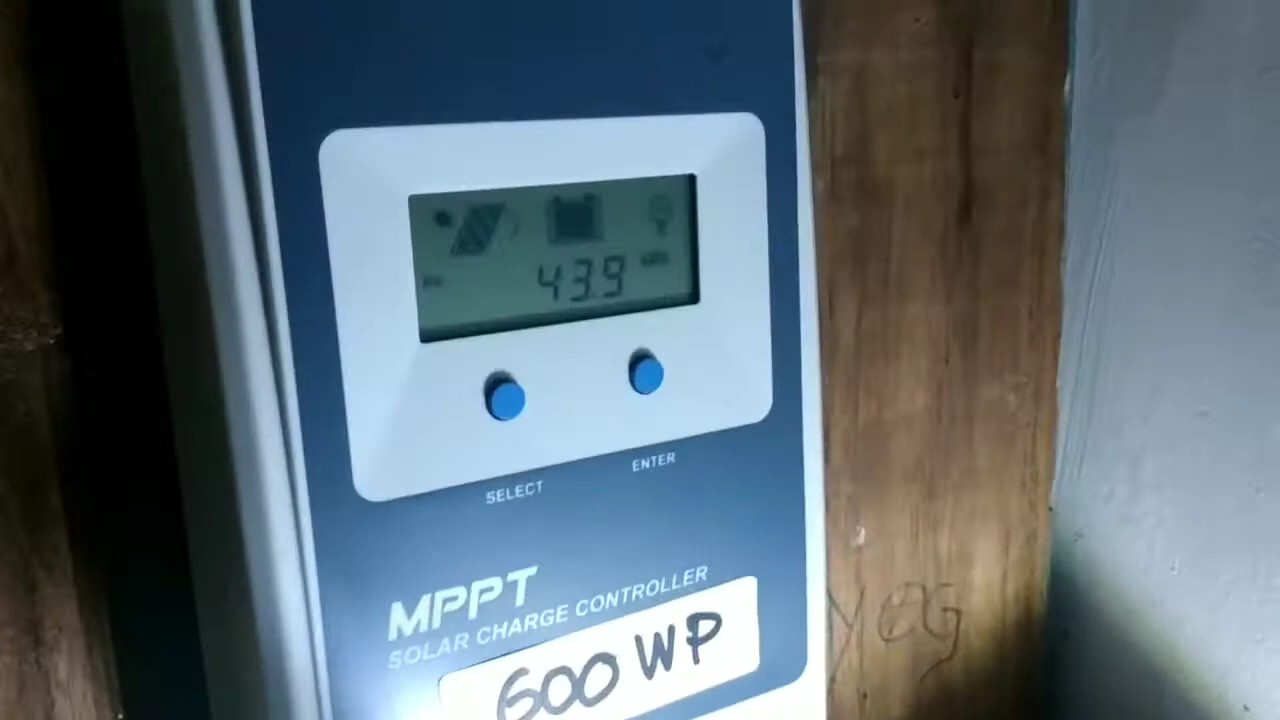 43.9
SELECT
ENTER
MPPT
SOLAR CHARGE CONTROLLER
600 WP